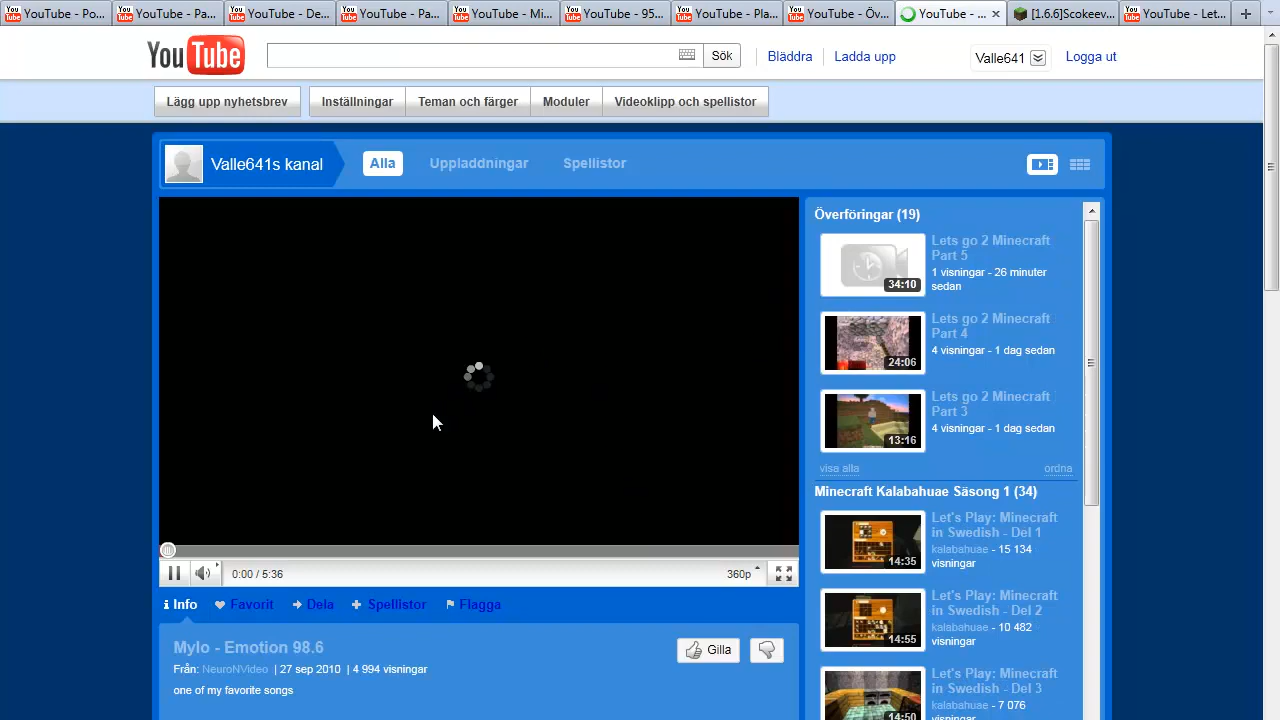 YouTube - Po...
YouTube - Pa...
YouTube - De...
YouTube - Pa...
YouTube - Mi...
YouTube - 95...
YouTube - Pla...
YouTube - Öv...
YouTube - ...
[1.6.6]Scokeev...
YouTube - Let...
YouTube
Sök
Bläddra
Ladda upp
Valle641
Logga ut
Lägg upp nyhetsbrev
Inställningar
Teman och färger
Moduler
Videoklipp och spellistor
Valle641s kanal
Alla
Uppladdningar
Spellistor
Överföringar (19)
Lets go 2 Minecraft
Part 5
1 visningar - 26 minuter
sedan
34:10
Lets go 2 Minecraft
Part 4
4 visningar - 1 dag sedan
24:06
Lets go 2 Minecraft
Part 3
4 visningar - 1 dag sedan
13:16
visa alla
ordna
Minecraft Kalabahuae Säsong 1 (34)
Let's Play: Minecraft
in Swedish - Del 1
kalabahuae - 15 134
visningar
14:35
Let's Play: Minecraft
in Swedish - Del 2
kalabahuae - 10 482
visningar
14:55
Let's Play: Minecraft
in Swedish - Del 3
kalabahuae - 7 076
visningar
14:50
0:00 / 5:36
360p
Info
Favorit
Dela
Spellistor
Flagga
Mylo - Emotion 98.6
Gilla
Från: NeuroNVideo | 27 sep 2010 | 4 994 visningar
one of my favorite songs